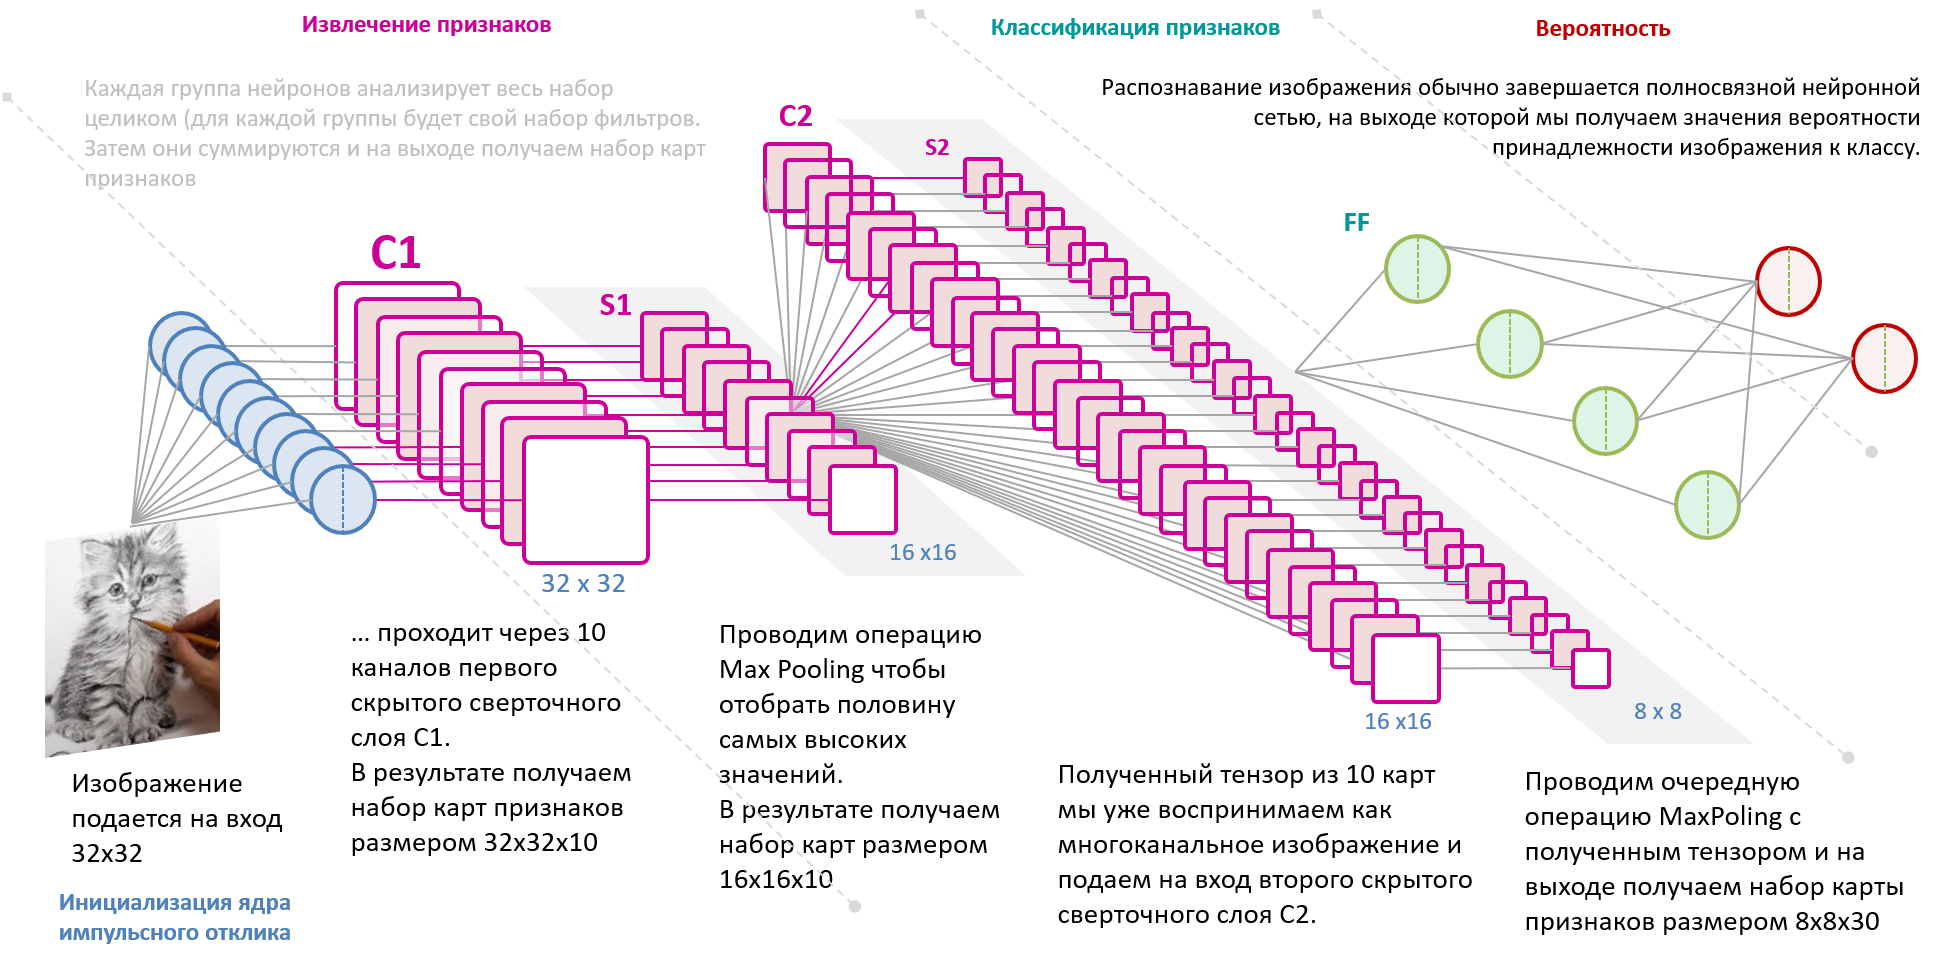 Извлечение признаков
Классификация признаков
Вероятность
Каждая группа нейронов анализирует весь набор
целиком (для каждой группы будет свой набор фильтров.
Затем они суммируются и на выходе получаем набор карт
признаков
Распознавание изображения обычно завершается полносвязной нейронной
сетью, на выходе которой мы получаем значения вероятности
принадлежности изображения к классу.
C1
S1
C2
S2
FF
32 x 32
16 x16
16 x16
8 x 8
Изображение
подается на вход
32x32
Инициализация ядра
импульсного отклика
... проходит через 10
каналов первого
скрытого сверточного
слоя С1.
В результате получаем
набор карт признаков
размером 32х32х10
Проводим операцию
Max Pooling чтобы
отобрать половину
самых высоких
значений.
В результате получаем
набор карт размером
16х16х10
Полученный тензор из 10 карт
мы уже воспринимаем как
многоканальное изображение и
подаем на вход второго скрытого
сверточного слоя С2.
Проводим очередную
операцию MaxPoling с
полученным тензором и на
выходе получаем набор карты
признаков размером 8х8х30